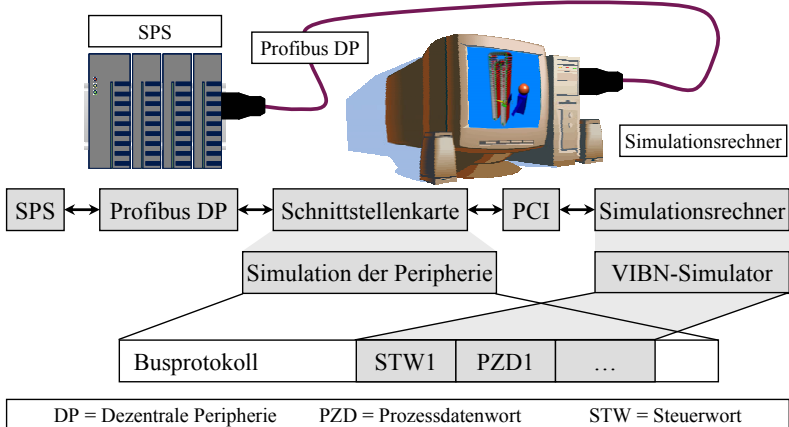 SPS
Profibus DP
Simulationsrechner
SPS Profibus DP Schnittstellenkarte PCI Simulationsrechner
Simulation der Peripherie VIBN-Simulator
Busprotokoll STW1 PZD1 …
DP = Dezentrale Peripherie PZD = Prozessdatenwort STW = Steuerwort